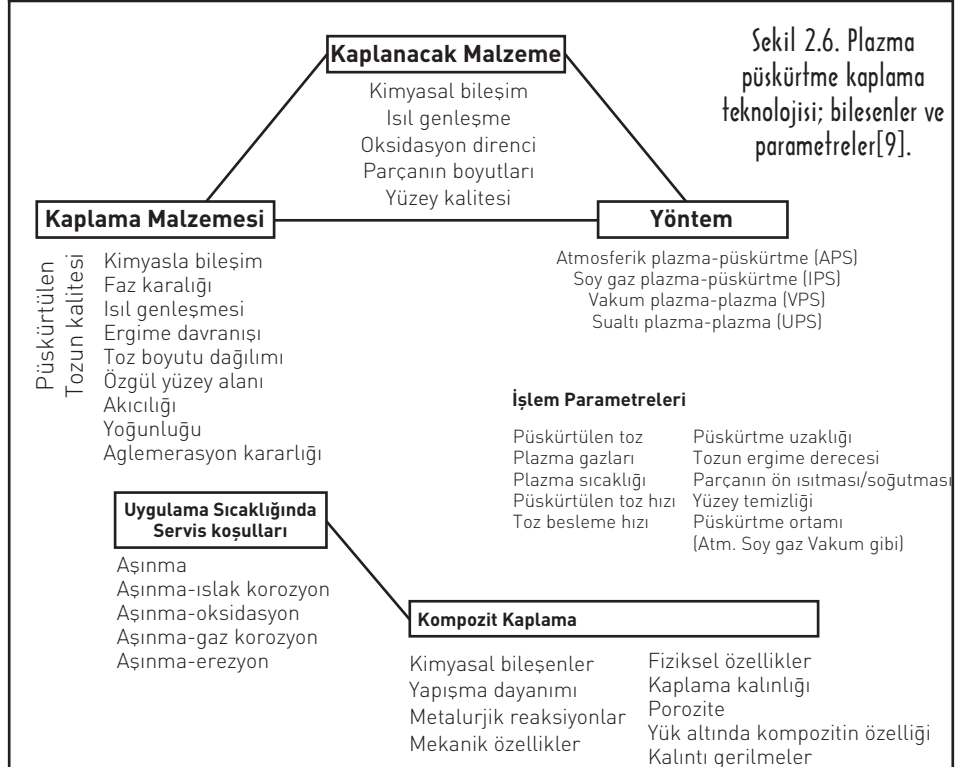 Sekil 2.6. Plazma
püskürtme kaplama
teknolojisi; bilesenler ve
parametreler[9].
Kaplanacak Malzeme
Kimyasal bileşim
Isıl genleşme
Oksidasyon direnci
Parçanın boyutları
Yüzey kalitesi
Kaplama Malzemesi
Püskürtülen
Tozun kalitesi
Kimyasla bileşim
Faz karalığı
Isıl genleşmesi
Ergime davranışı
Toz boyutu dağılımı
Özgül yüzey alanı
Akıcılığı
Yoğunluğu
Aglemerasyon kararlığı
Yöntem
Atmosferik plazma-püskürtme (APS)
Soy gaz plazma-püskürtme (IPS)
Vakum plazma-plazma (VPS)
Sualtı plazma-plazma (UPS)
İşlem Parametreleri
Püskürtülen toz
Plazma gazları
Plazma sıcaklığı
Püskürtülen toz hızı
Toz besleme hızı
Püskürtme uzaklığı
Tozun ergime derecesi
Parçanın ön ısıtması/soğutması
Yüzey temizliği
Püskürtme ortamı
(Atm. Soy gaz Vakum gibi)
Uygulama Sıcaklığında
Servis koşulları
Aşınma
Aşınma-ıslak korozyon
Aşınma-oksidasyon
Aşınma-gaz korozyon
Aşınma-erezyon
Kompozit Kaplama
Kimyasal bileşenler
Yapışma dayanımı
Metalurjik reaksiyonlar
Mekanik özellikler
Fiziksel özellikler
Kaplama kalınlığı
Porozite
Yük altında kompozitin özelliği
Kalıntı gerilmeler